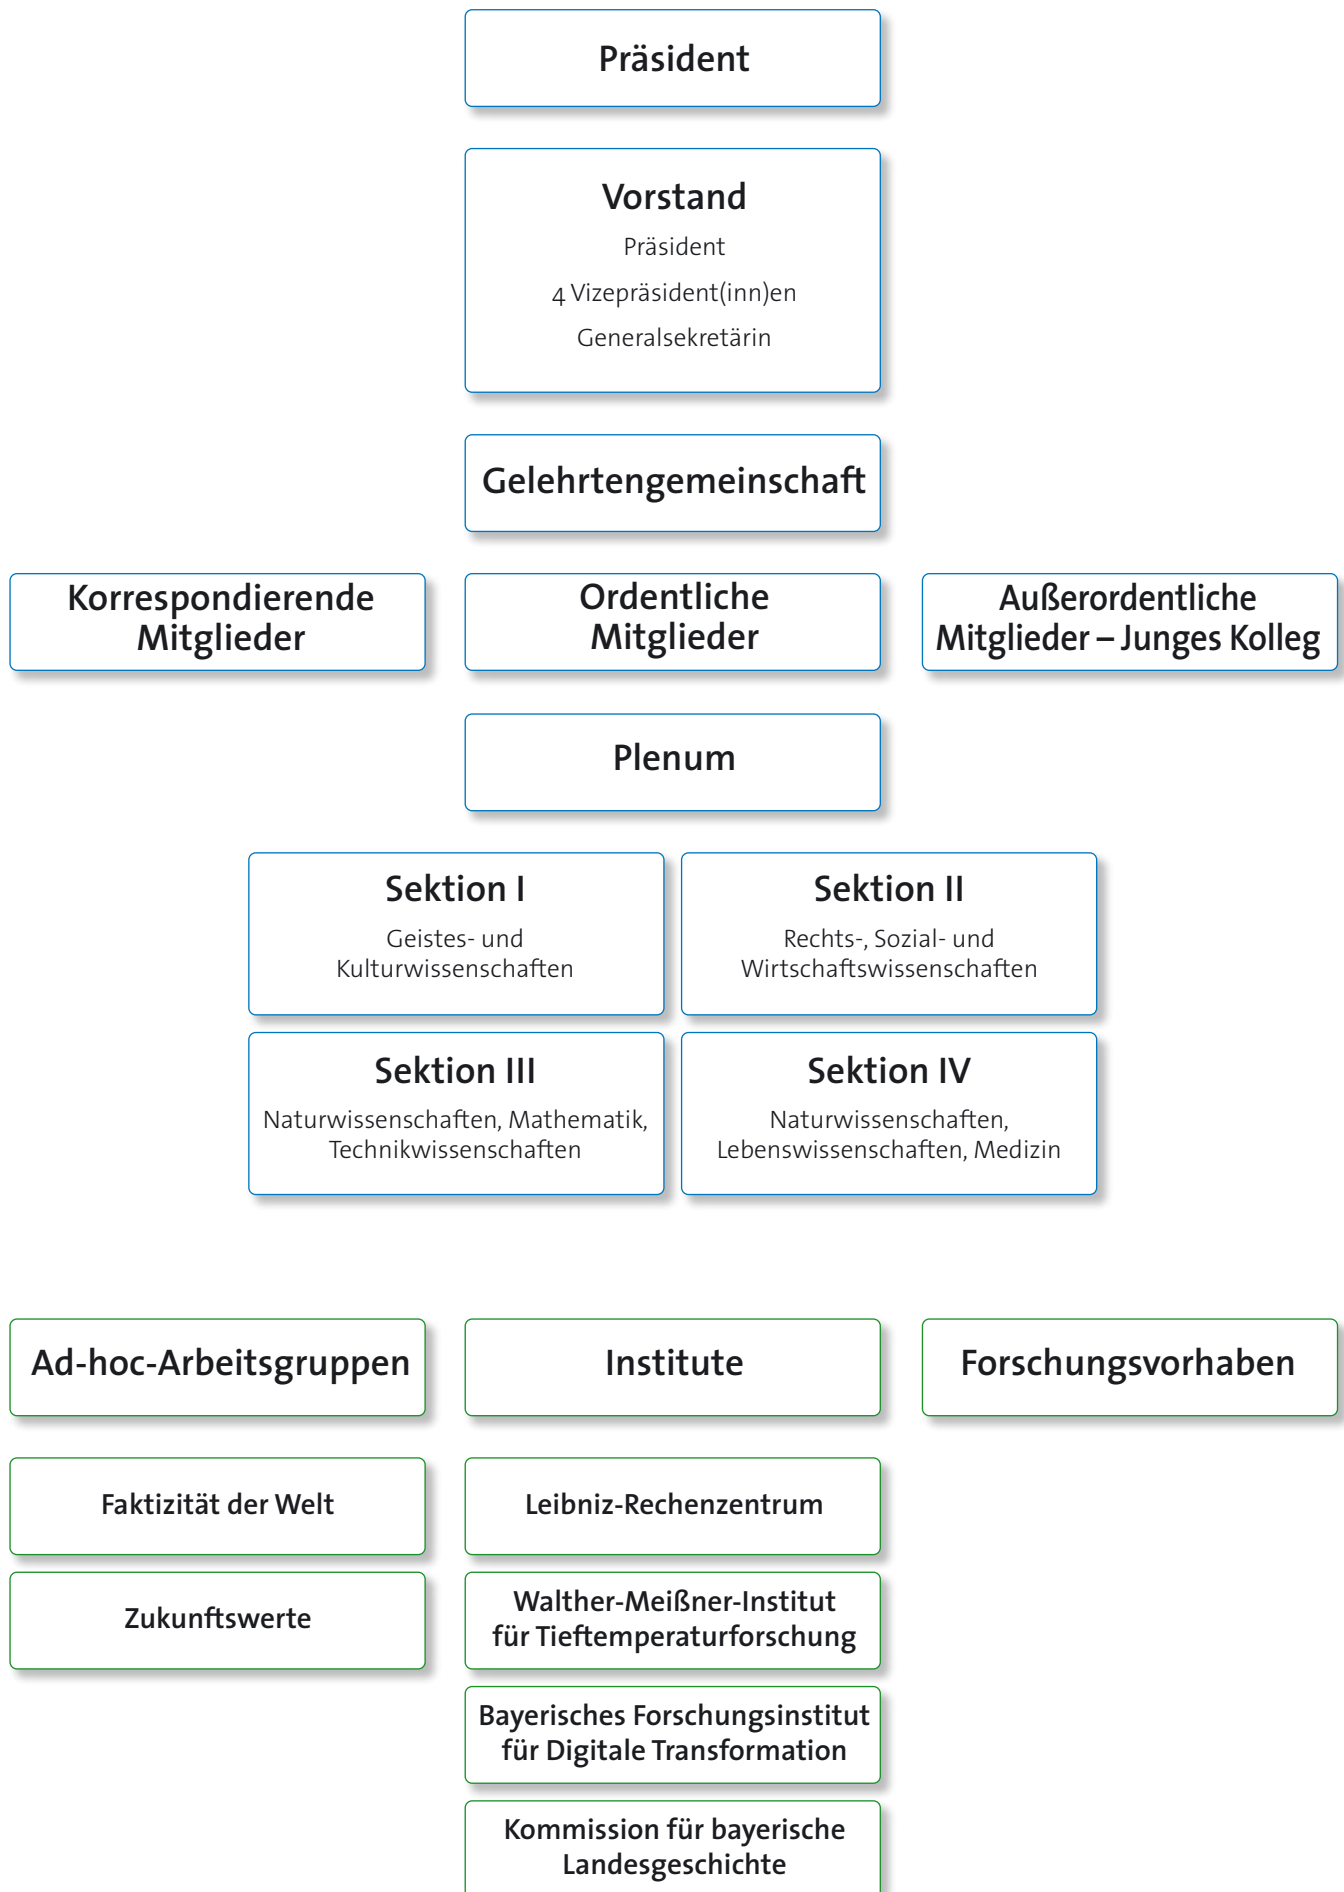 Präsident
Vorstand
Präsident
4 Vizepräsident(inn)en
Generalsekretärin
Gelehrtengemeinschaft
Korrespondierende
Mitglieder
Ordentliche
Mitglieder
Außerordentliche
Mitglieder – Junges Kolleg
Plenum
Sektion I
Geistes- und
Kulturwissenschaften
Sektion II
Rechts-, Sozial- und
Wirtschaftswissenschaften
Sektion III
Naturwissenschaften, Mathematik,
Technikwissenschaften
Sektion IV
Naturwissenschaften,
Lebenswissenschaften, Medizin
Ad-hoc-Arbeitsgruppen
Institute
Forschungsvorhaben
Faktizität der Welt
Leibniz-Rechenzentrum
Zukunftswerte
Walther-Meißner-Institut
für Tieftemperaturforschung
Bayerisches Forschungsinstitut
für Digitale Transformation
Kommission für bayerische
Landesgeschichte